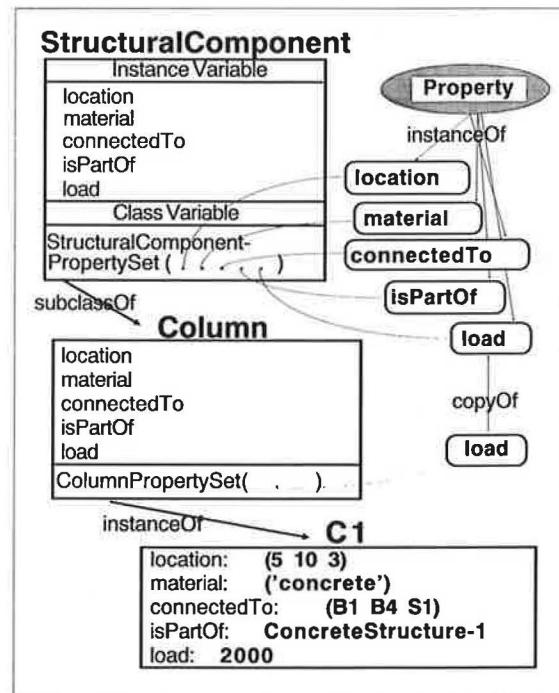 StructuralComponent
Instance Variable
location
material
connectedTo
isPartOf
load
Class Variable
StructuralComponent-
PropertySet ( . . . . . )
Property
instanceOf
location
material
connectedTo
isPartOf
load
copyOf
load
subclassOf
Column
location
material
connectedTo
isPartOf
load
ColumnPropertySet( . . )
instanceOf
C1
location: (5 10 3)
material: ('concrete')
connectedTo: (B1 B4 S1)
isPartOf: ConcreteStructure-1
load: 2000